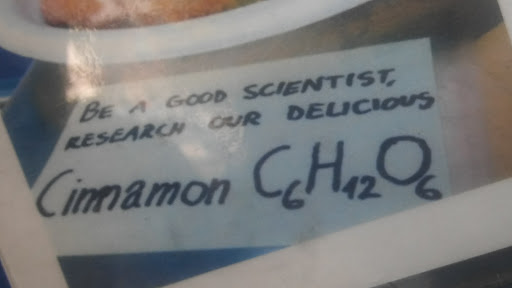 BE A GOOD SCIENTIST,
RESEARCH OUR DELICIOUS
Cinnamon C₆H₁₂O₆